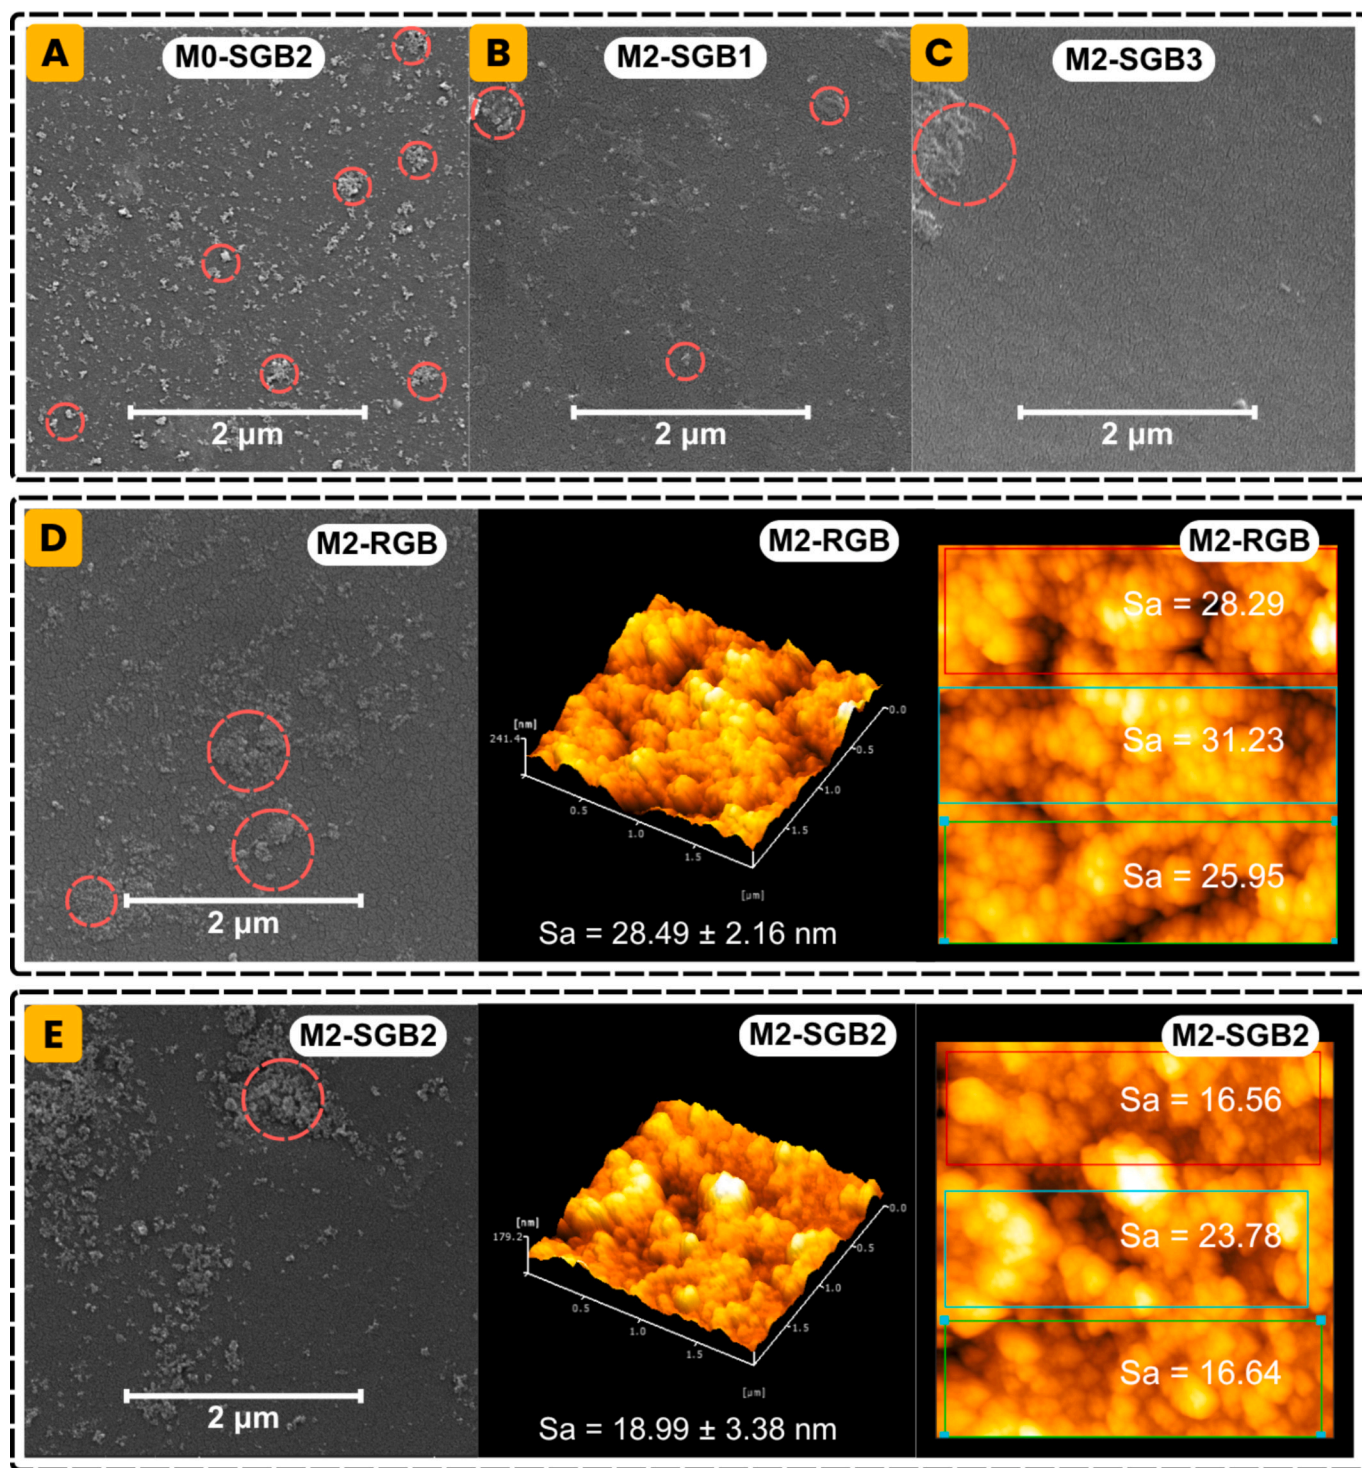 A
M0-SGB2
2 µm
B
M2-SGB1
2 µm
C
M2-SGB3
2 µm
D
M2-RGB
2 µm
M2-RGB
[nm]
241.4
0.0
0.5
1.0
1.5
0.5
1.0
1.5
[µm]
Sa = 28.49 ± 2.16 nm
M2-RGB
Sa = 28.29
Sa = 31.23
Sa = 25.95
E
M2-SGB2
2 µm
M2-SGB2
[nm]
179.2
0.0
0.5
1.0
1.5
0.5
1.0
1.5
[µm]
Sa = 18.99 ± 3.38 nm
M2-SGB2
Sa = 16.56
Sa = 23.78
Sa = 16.64